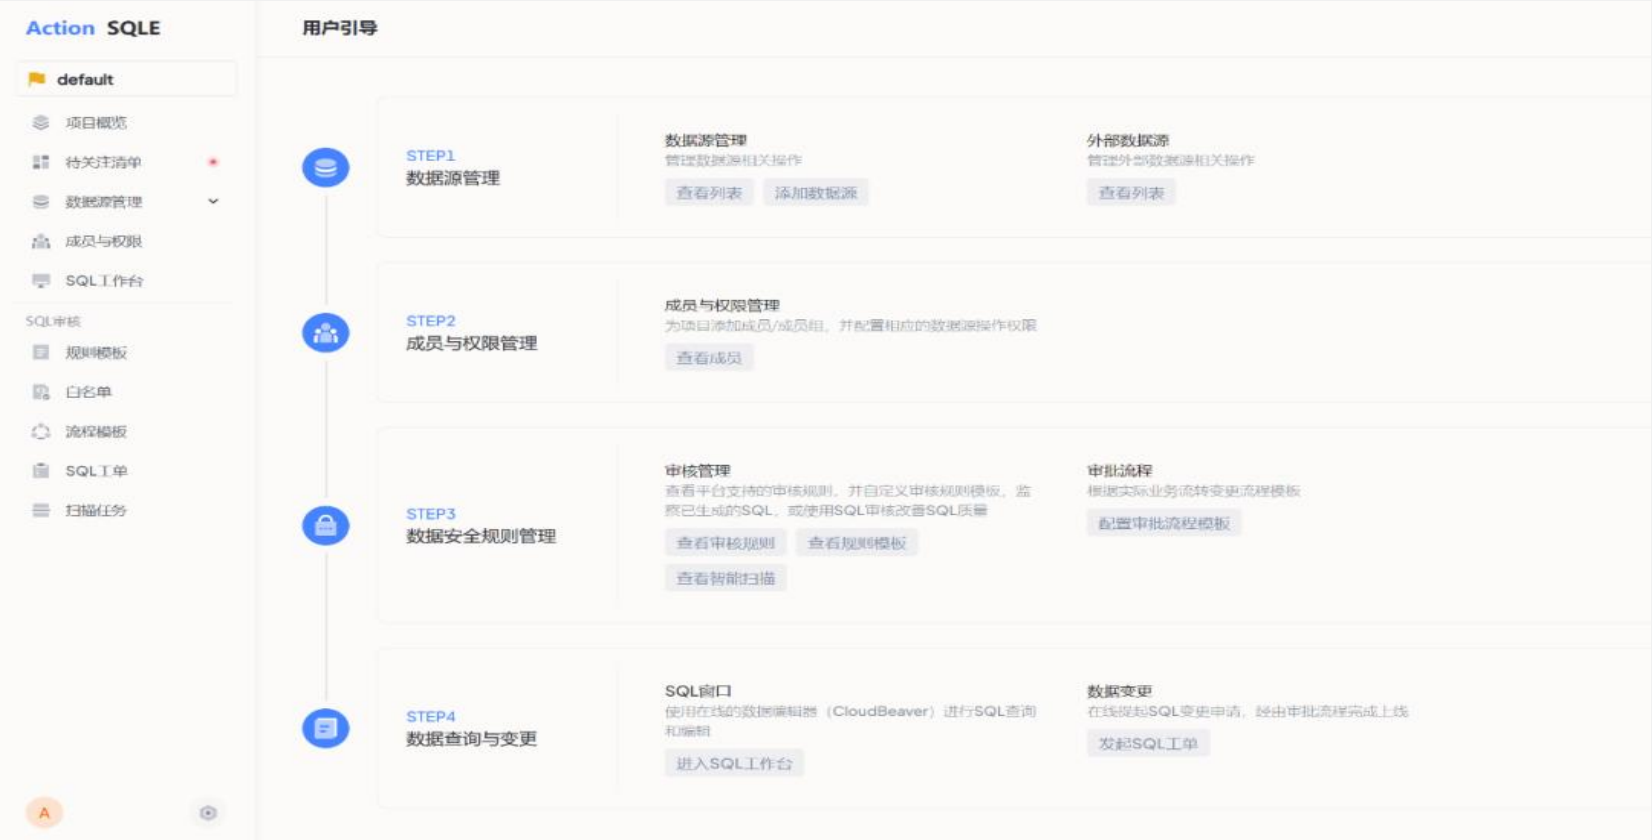 Action SQLE
default
项目概览
待关注清单
数据源管理
成员与权限
SQL工作台
SQL审核
规则模板
白名单
流程模板
SQL工单
扫描任务
A
用户引导
STEP1
数据源管理
数据源管理
管理数据源相关操作
查看列表 添加数据源
外部数据源
管理外部数据源相关操作
查看列表
STEP2
成员与权限管理
成员与权限管理
为项目添加成员/成员组，并配置相应的数据源操作权限
查看成员
STEP3
数据安全规则管理
审核管理
查看平台支持的审核规则，并自定义审核规则模板，监
察已生成的SQL，或使用SQL审核改善SQL质量
查看审核规则 查看规则模板
查看智能扫描
审批流程
根据实际业务流转变更流程模板
配置审批流程模板
STEP4
数据查询与变更
SQL窗口
使用在线的数据编辑器（CloudBeaver）进行SQL查询
和编辑
进入SQL工作台
数据变更
在线提起SQL变更申请，经由审批流程完成上线
发起SQL工单